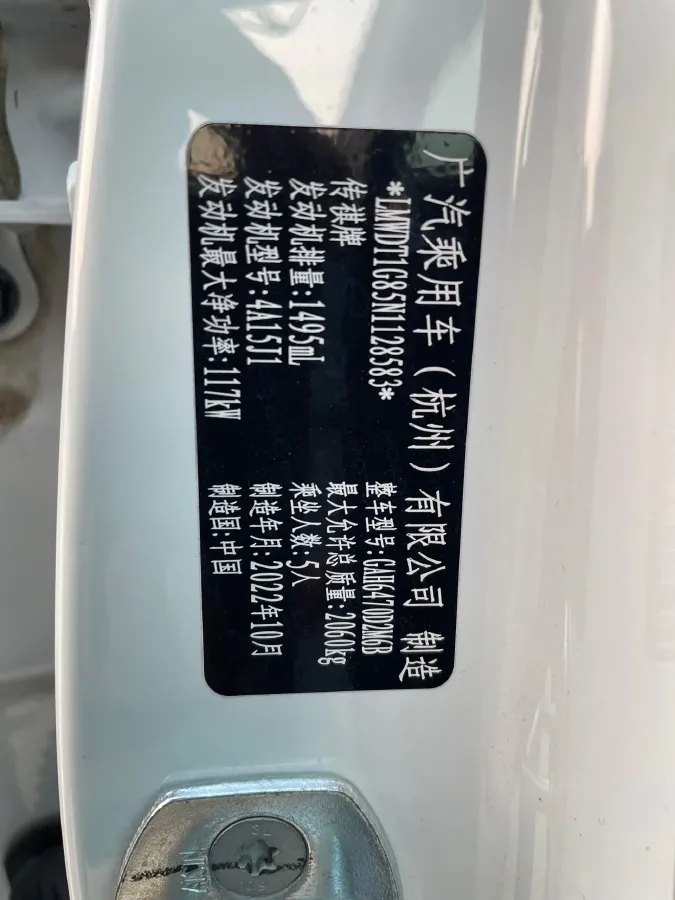 广汽乘用车（杭州）有限公司 制造
*LMWDT1G85N1128583*
传祺牌
发动机排量:1495mL
发动机型号:4A15J1
发动机最大净功率:117kW
整车型号:GAH6470D2M6B
最大允许总质量:2060kg
乘坐人数:5人
制造年月:2022年10月
制造国:中国